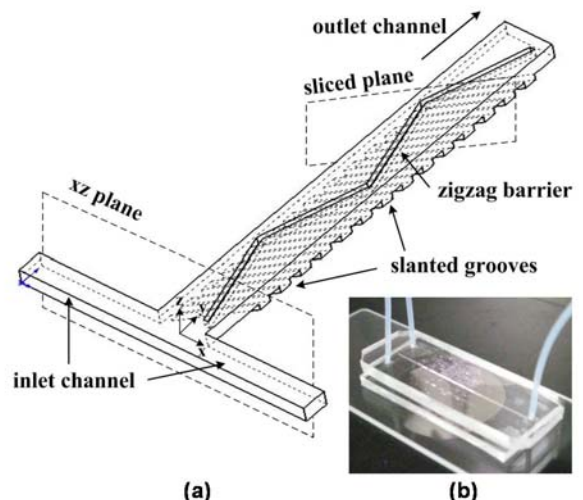 outlet channel
sliced plane
xz plane
zigzag barrier
slanted grooves
z
y
x
inlet channel
(a)
(b)